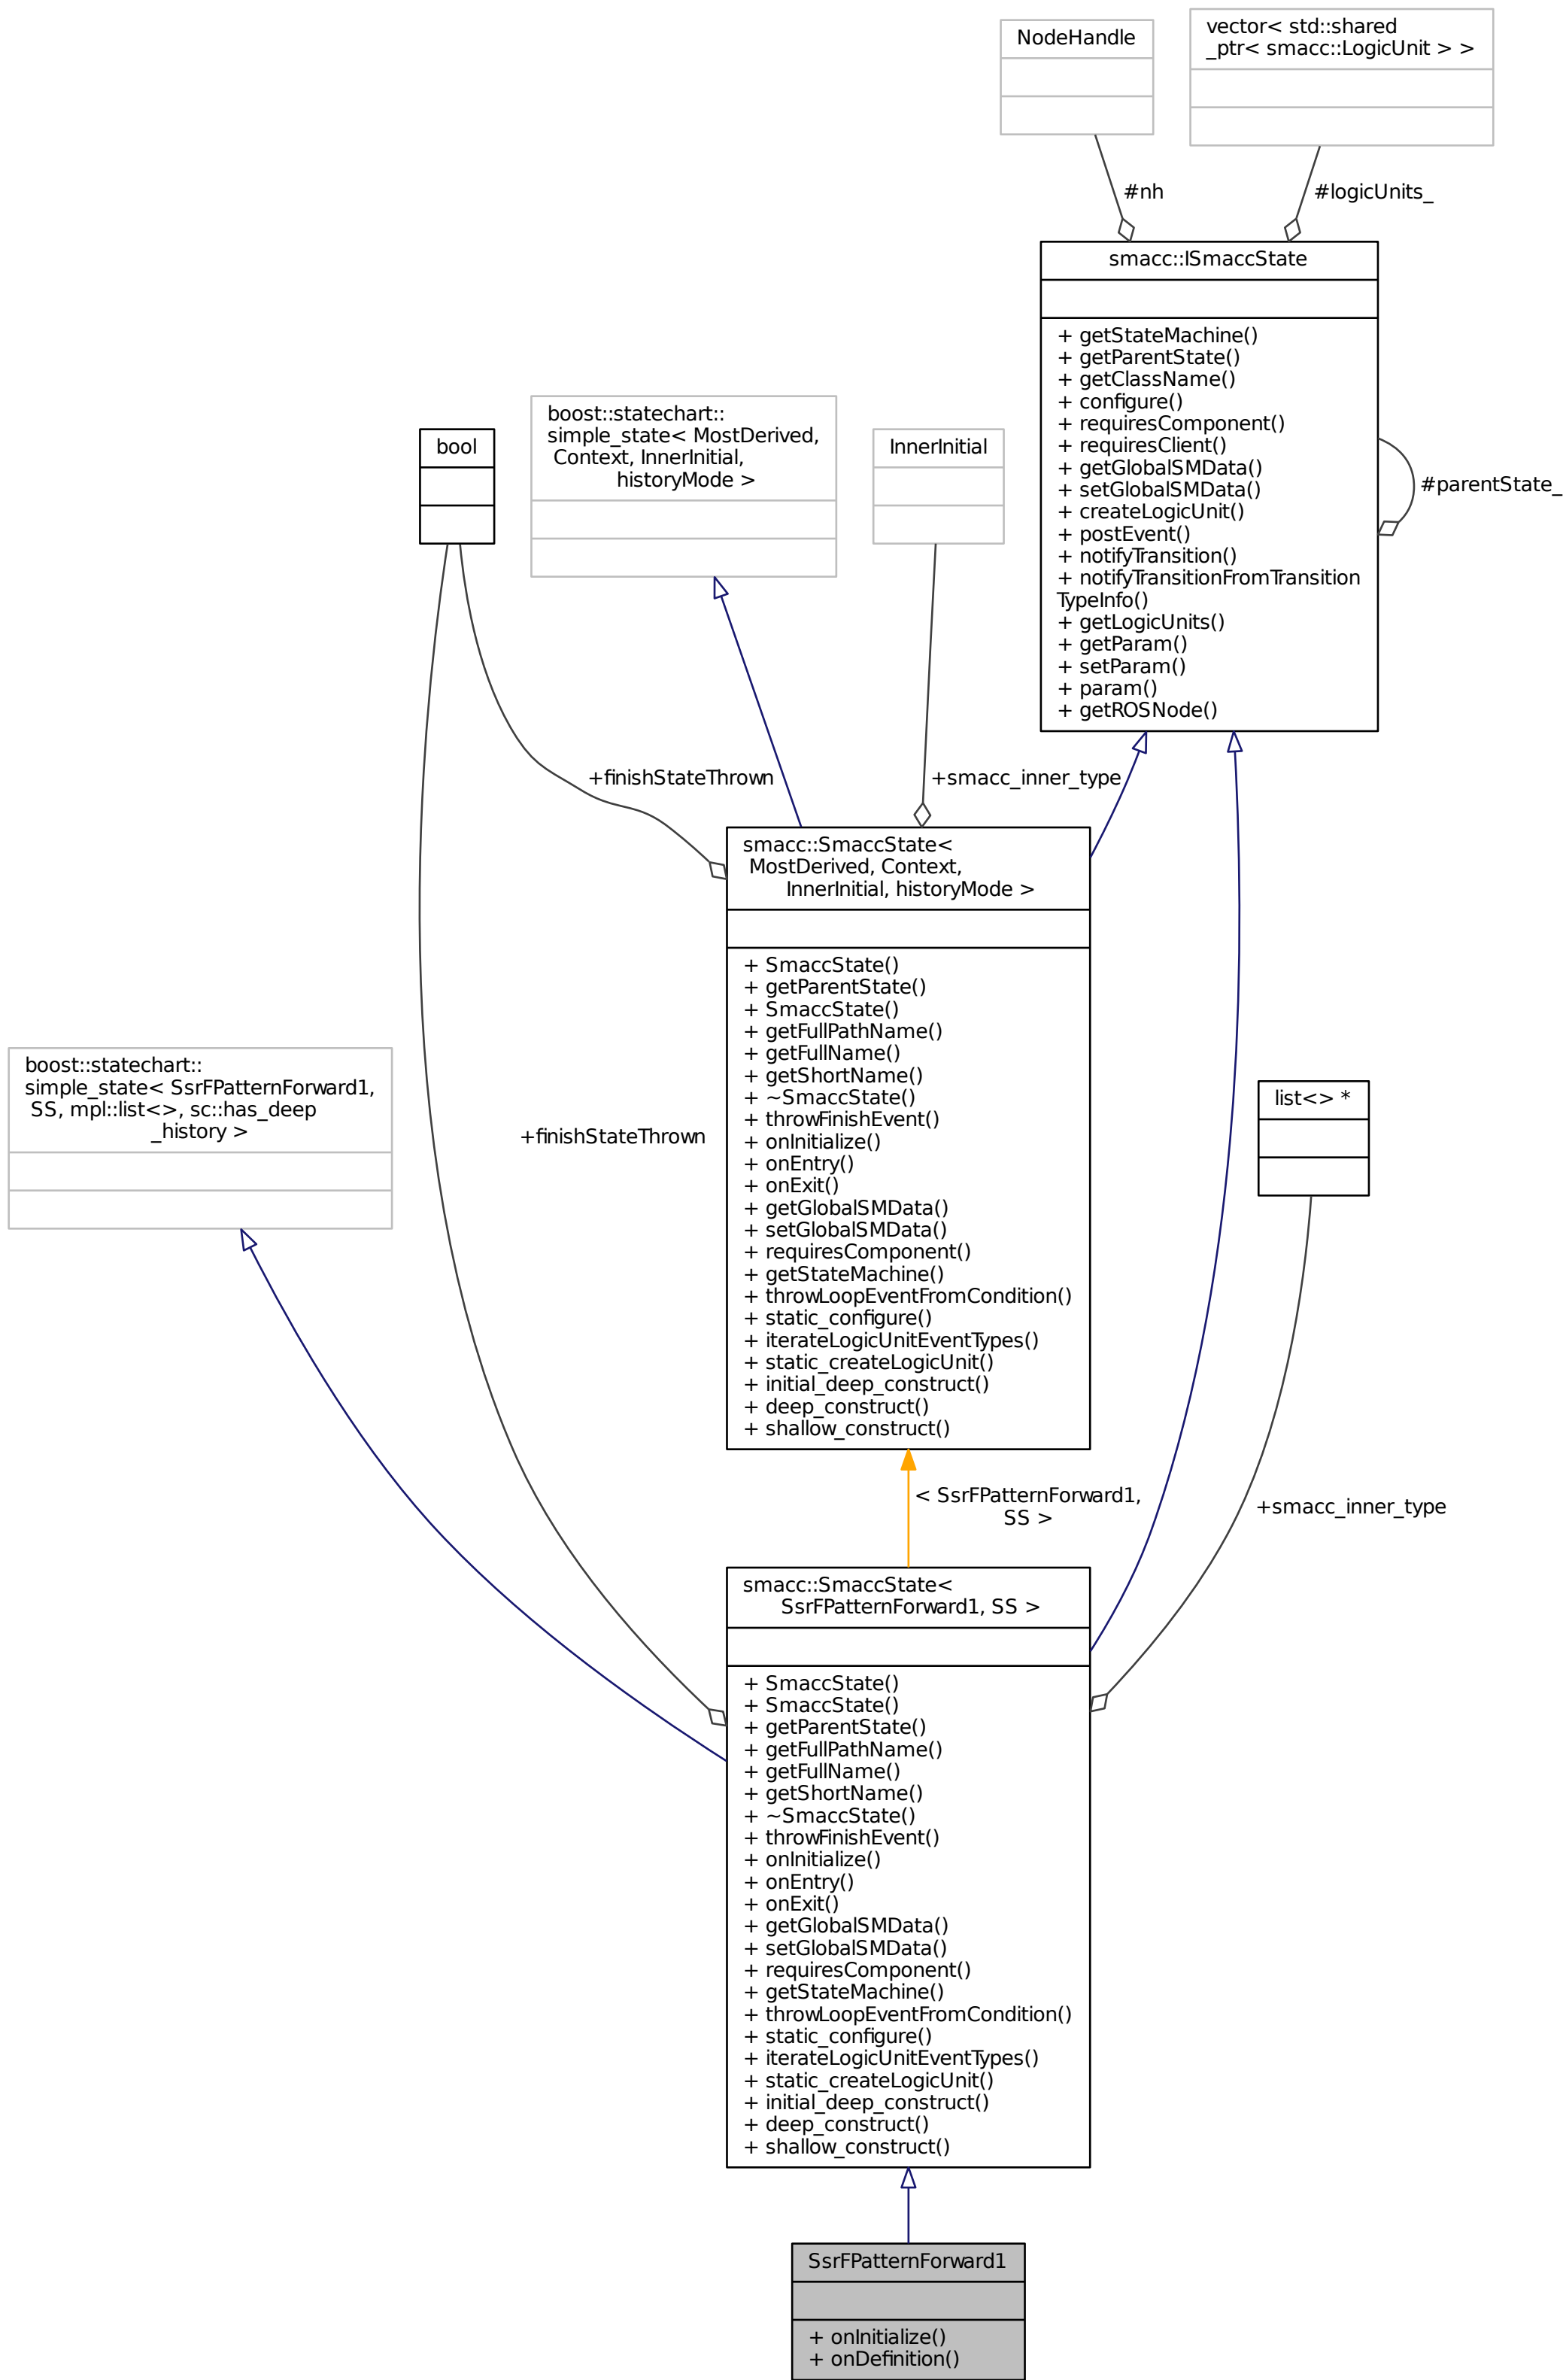 NodeHandle
vector< std::shared
_ptr< smacc::LogicUnit > >
#nh
#logicUnits_
smacc::ISmaccState
+ getStateMachine()
+ getParentState()
+ getClassName()
+ configure()
+ requiresComponent()
+ requiresClient()
+ getGlobalSMData()
+ setGlobalSMData()
+ createLogicUnit()
+ postEvent()
+ notifyTransition()
+ notifyTransitionFromTransition
TypeInfo()
+ getLogicUnits()
+ getParam()
+ setParam()
+ param()
+ getROSNode()
#parentState_
bool
boost::statechart::
simple_state< MostDerived,
Context, InnerInitial,
historyMode >
InnerInitial
+finishStateThrown
+smacc_inner_type
smacc::SmaccState<
MostDerived, Context,
InnerInitial, historyMode >
+ SmaccState()
+ getParentState()
+ SmaccState()
+ getFullPathName()
+ getFullName()
+ getShortName()
+ ~SmaccState()
+ throwFinishEvent()
+ onInitialize()
+ onEntry()
+ onExit()
+ getGlobalSMData()
+ setGlobalSMData()
+ requiresComponent()
+ getStateMachine()
+ throwLoopEventFromCondition()
+ static_configure()
+ iterateLogicUnitEventTypes()
+ static_createLogicUnit()
+ initial_deep_construct()
+ deep_construct()
+ shallow_construct()
boost::statechart::
simple_state< SsrFPatternForward1,
SS, mpl::list<>, sc::has_deep
_history >
+finishStateThrown
list<> *
< SsrFPatternForward1,
SS >
+smacc_inner_type
smacc::SmaccState<
SsrFPatternForward1, SS >
+ SmaccState()
+ SmaccState()
+ getParentState()
+ getFullPathName()
+ getFullName()
+ getShortName()
+ ~SmaccState()
+ throwFinishEvent()
+ onInitialize()
+ onEntry()
+ onExit()
+ getGlobalSMData()
+ setGlobalSMData()
+ requiresComponent()
+ getStateMachine()
+ throwLoopEventFromCondition()
+ static_configure()
+ iterateLogicUnitEventTypes()
+ static_createLogicUnit()
+ initial_deep_construct()
+ deep_construct()
+ shallow_construct()
SsrFPatternForward1
+ onInitialize()
+ onDefinition()